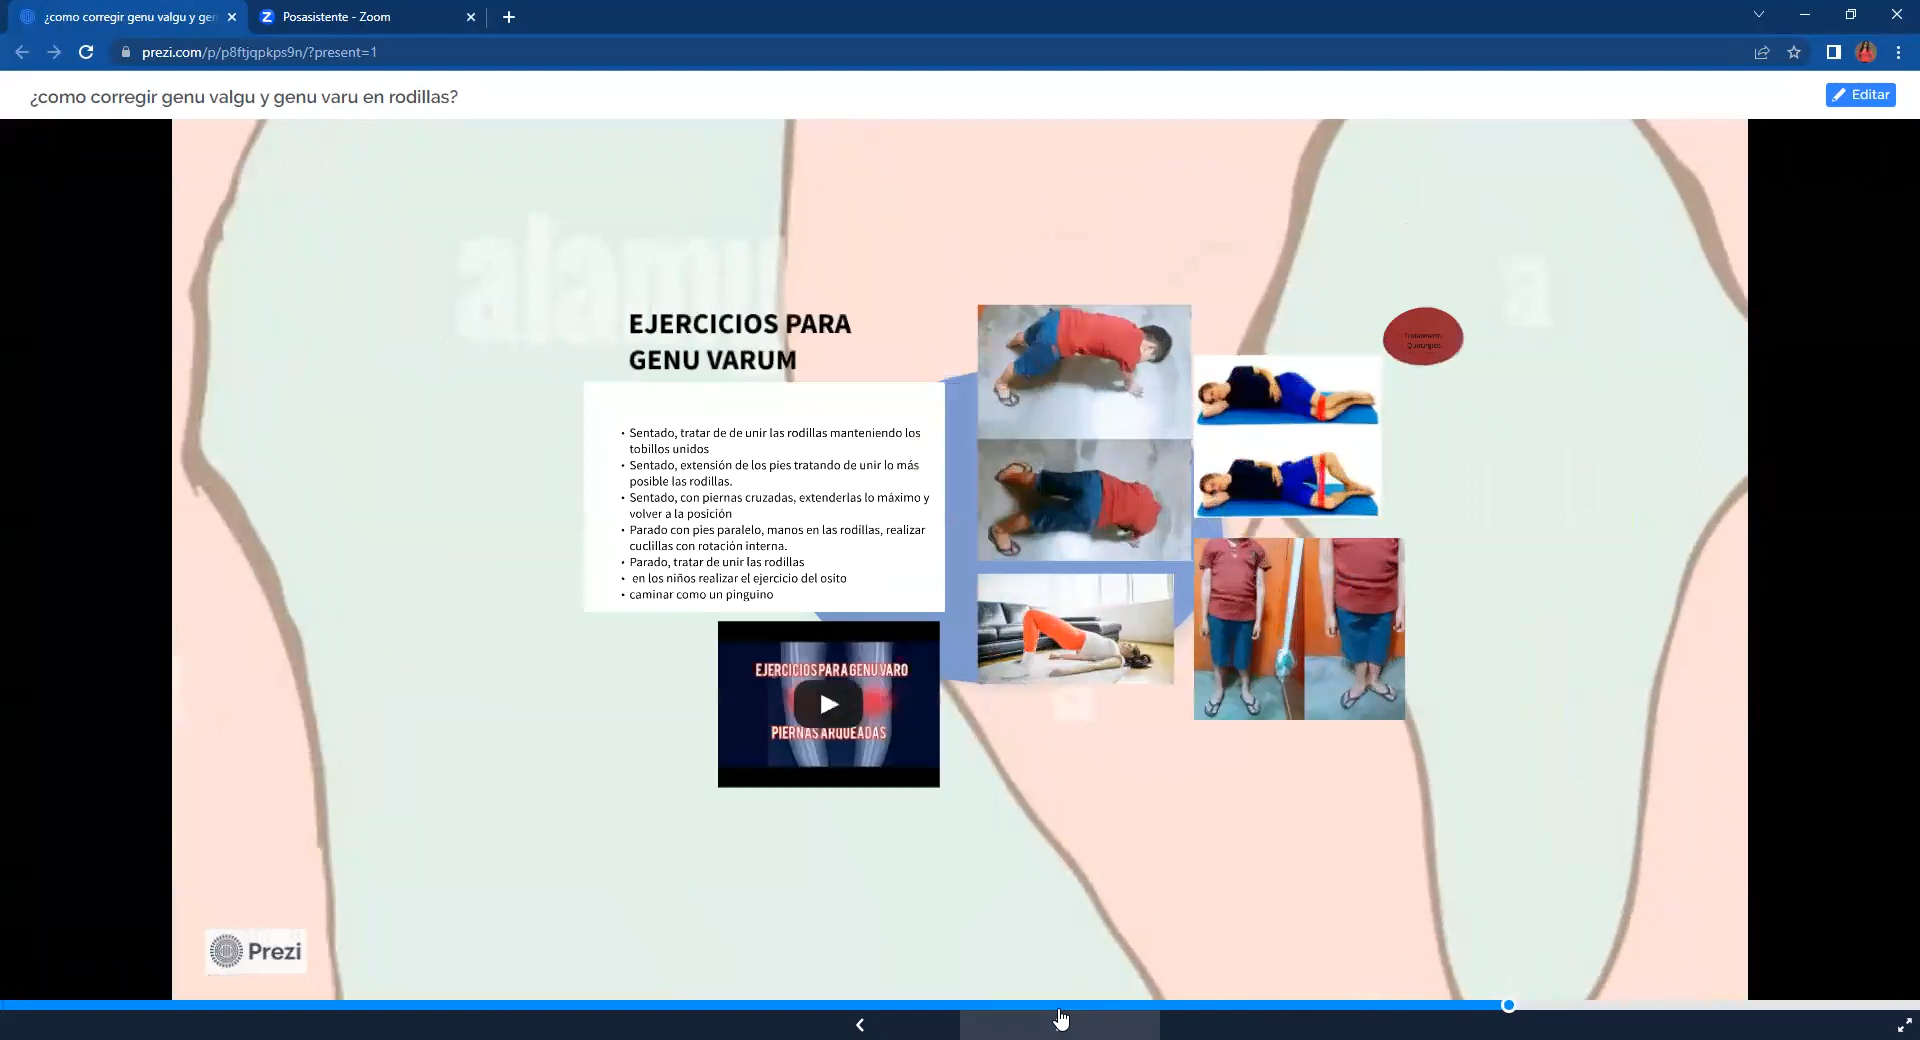 ¿como corregir genu valgu y gen
Posasistente - Zoom
prezi.com/p/p8ftjqpkps9n/?present=1
¿como corregir genu valgu y genu varu en rodillas?
Editar
alamu
a
EJERCICIOS PARA
GENU VARUM
Quirurgico
• Sentado, tratar de de unir las rodillas manteniendo los
tobillos unidos
• Sentado, extensión de los pies tratando de unir lo más
posible las rodillas.
• Sentado, con piernas cruzadas, extenderlas lo máximo y
volver a la posición
• Parado con pies paralelo, manos en las rodillas, realizar
cuclillas con rotación interna.
• Parado, tratar de unir las rodillas
• en los niños realizar el ejercicio del osito
• caminar como un pinguino
EJERCICIOS PARA GENU VARO
PIERNAS ARQUEADAS
a
Prezi